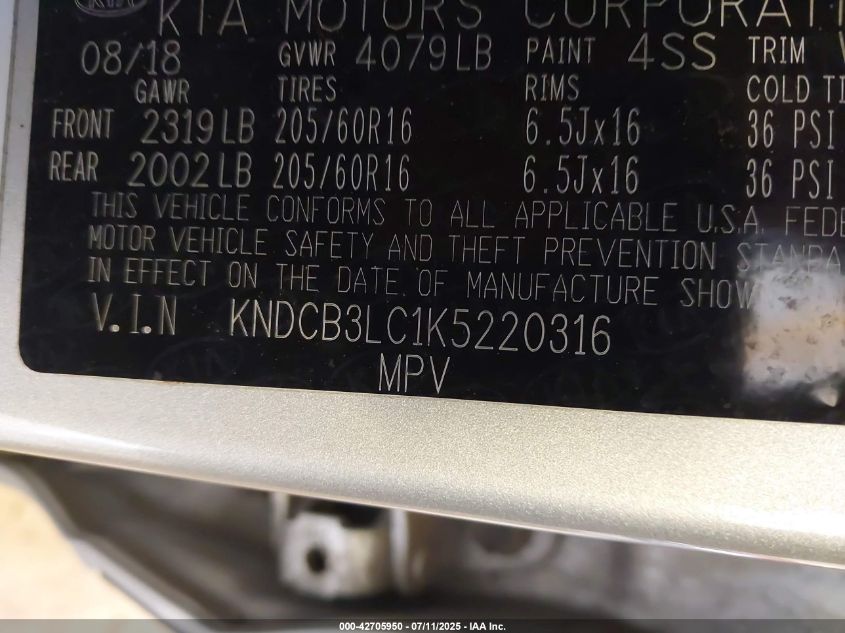 KIA MOTORS CORPORATI
08/18 GVWR 4079LB PAINT 4SS TRIM
GAWR TIRES RIMS COLD TI
FRONT 2319LB 205/60R16 6.5Jx16 36 PSI
REAR 2002LB 205/60R16 6.5Jx16 36 PSI
THIS VEHICLE CONFORMS TO ALL APPLICABLE U.S.A. FEDE
MOTOR VEHICLE SAFETY AND THEFT PREVENTION STANDARD
IN EFFECT ON THE DATE OF MANUFACTURE SHOW
V.I.N KNDCB3LC1K5220316
MPV
000-42705950 - 07/11/2025 - IAA Inc.